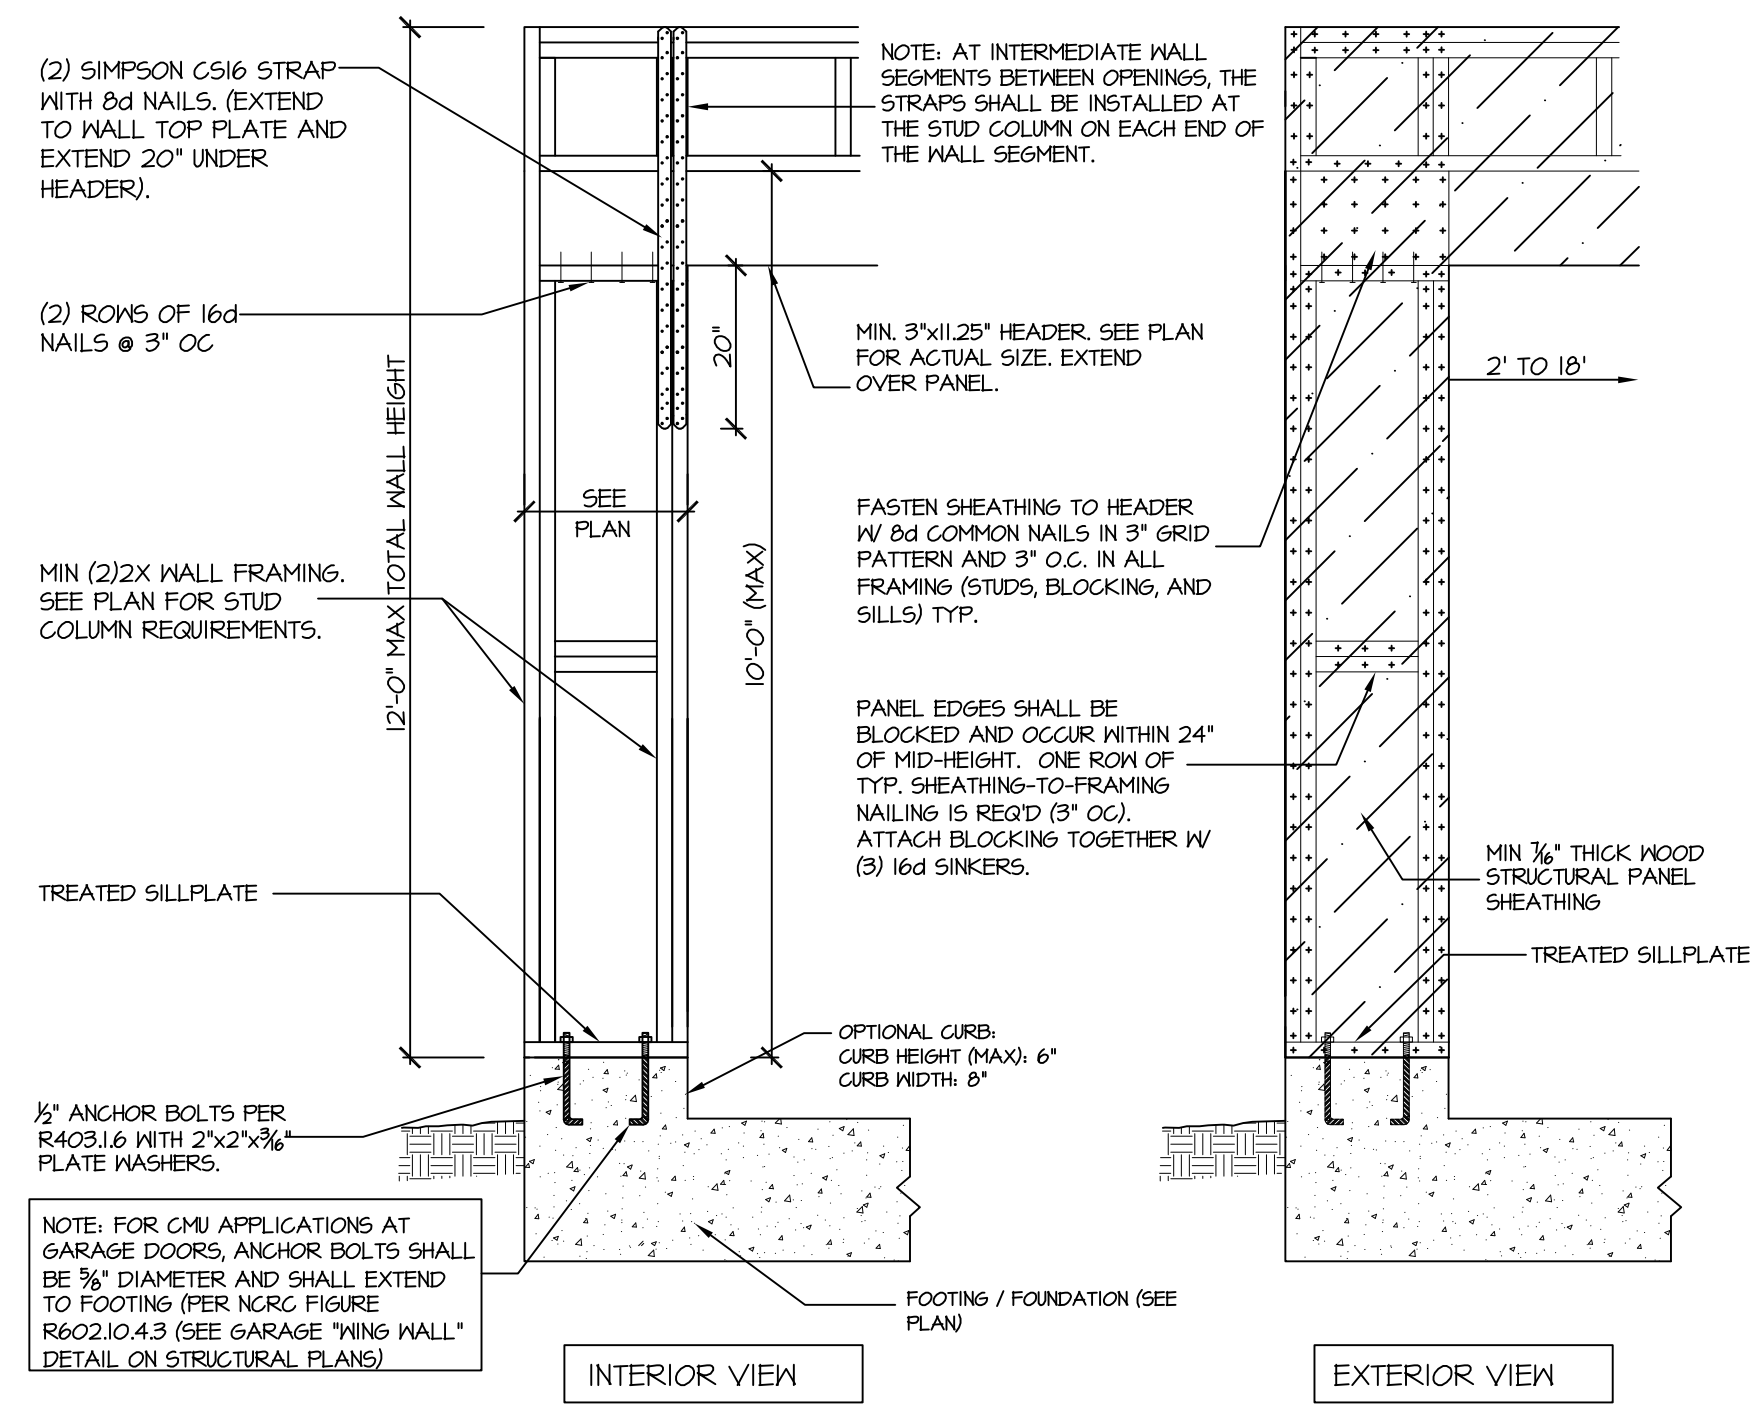 (2) SIMPSON CS16 STRAP
WITH 8d NAILS. (EXTEND
TO WALL TOP PLATE AND
EXTEND 20" UNDER
HEADER).
(2) ROWS OF 16d
NAILS @ 3" OC
12'-0" MAX TOTAL WALL HEIGHT
MIN (2)2X WALL FRAMING.
SEE PLAN FOR STUD
COLUMN REQUIREMENTS.
TREATED SILLPLATE
½" ANCHOR BOLTS PER
R403.1.6 WITH 2"x2"x3/16"
PLATE WASHERS.
NOTE: FOR CMU APPLICATIONS AT
GARAGE DOORS, ANCHOR BOLTS SHALL
BE ⅝" DIAMETER AND SHALL EXTEND
TO FOOTING (PER NCRC FIGURE
R602.10.4.3 (SEE GARAGE "WING WALL"
DETAIL ON STRUCTURAL PLANS)
SEE
PLAN
20"
10'-0" (MAX)
NOTE: AT INTERMEDIATE WALL
SEGMENTS BETWEEN OPENINGS, THE
STRAPS SHALL BE INSTALLED AT
THE STUD COLUMN ON EACH END OF
THE WALL SEGMENT.
MIN. 3"x11.25" HEADER. SEE PLAN
FOR ACTUAL SIZE. EXTEND
OVER PANEL.
FASTEN SHEATHING TO HEADER
W/ 8d COMMON NAILS IN 3" GRID
PATTERN AND 3" O.C. IN ALL
FRAMING (STUDS, BLOCKING, AND
SILLS) TYP.
PANEL EDGES SHALL BE
BLOCKED AND OCCUR WITHIN 24"
OF MID-HEIGHT. ONE ROW OF
TYP. SHEATHING-TO-FRAMING
NAILING IS REQ'D (3" OC).
ATTACH BLOCKING TOGETHER W/
(3) 16d SINKERS.
OPTIONAL CURB:
CURB HEIGHT (MAX): 6"
CURB WIDTH: 8"
FOOTING / FOUNDATION (SEE
PLAN)
INTERIOR VIEW
2' TO 18'
MIN 7/16" THICK WOOD
STRUCTURAL PANEL
SHEATHING
TREATED SILLPLATE
EXTERIOR VIEW